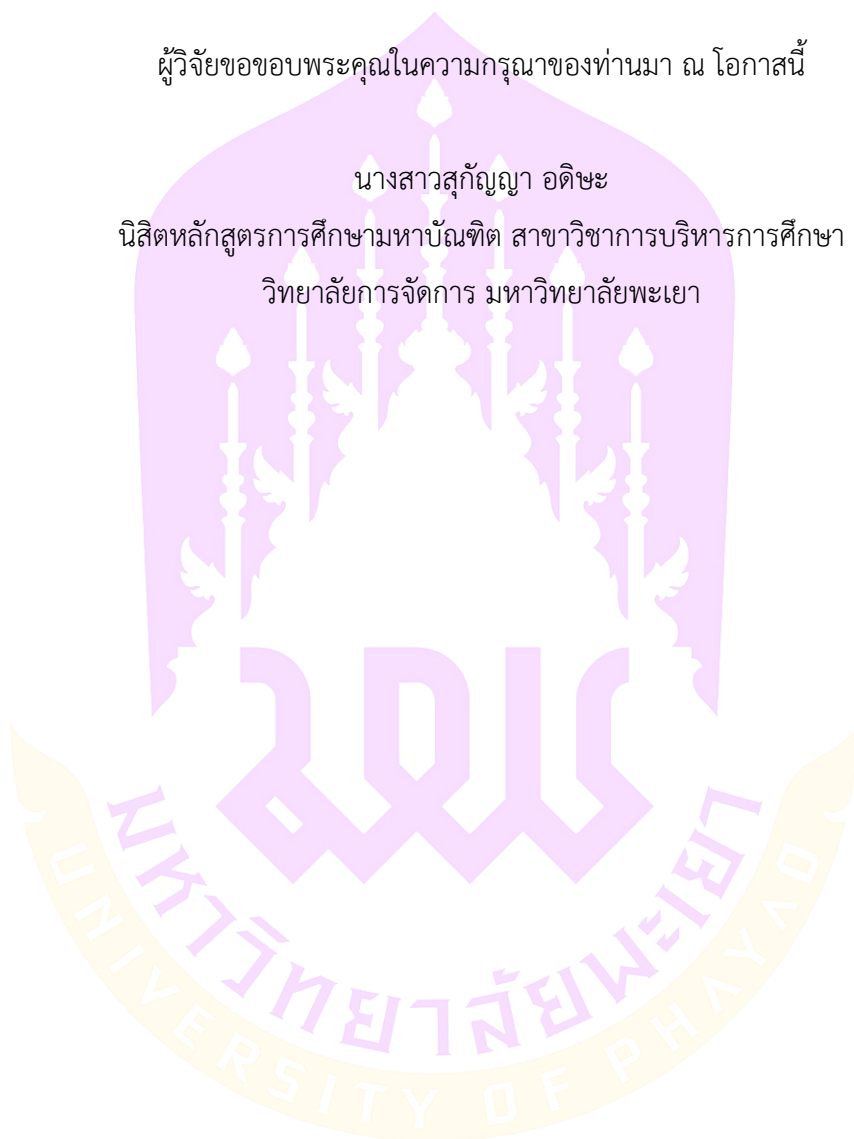 ผู้วิจัยขอขอบพระคุณในความกรุณาของท่านมา ณ โอกาสนี้
นางสาวสุกัญญา อดิษะ
นิสิตหลักสูตรการศึกษามหาบัณฑิต สาขาวิชาการบริหารการศึกษา
วิทยาลัยการจัดการ มหาวิทยาลัยพะเยา
มพ
มหาวิทยาลัยพะเยา
UNIVERSITY OF PHAYAO